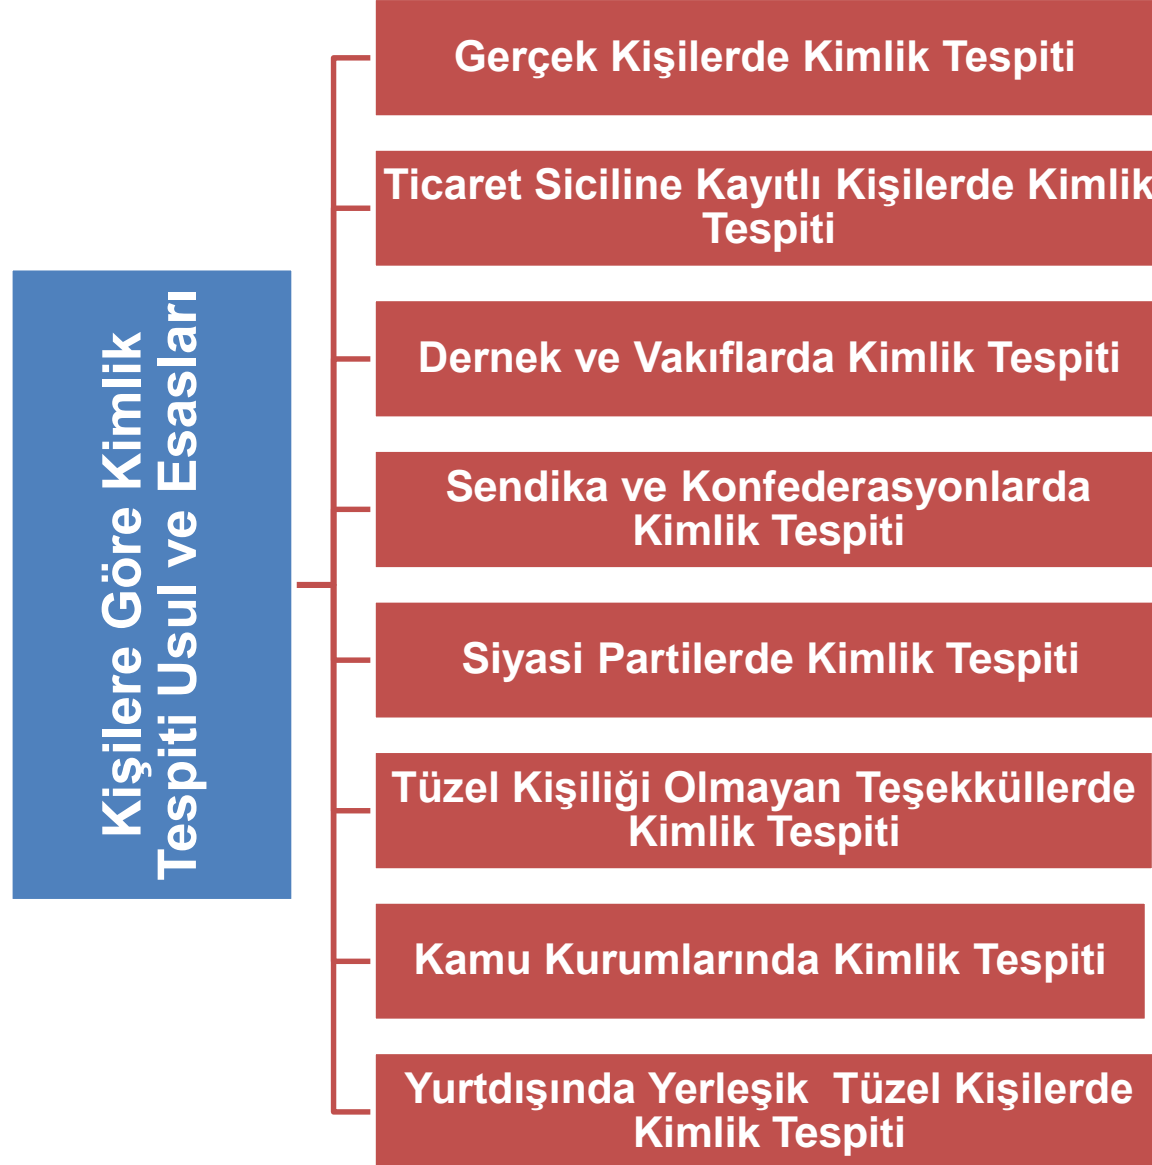 Kişilere Göre Kimlik
Tespiti Usul ve Esasları
Gerçek Kişilerde Kimlik Tespiti
Ticaret Siciline Kayıtlı Kişilerde Kimlik
Tespiti
Dernek ve Vakıflarda Kimlik Tespiti
Sendika ve Konfederasyonlarda
Kimlik Tespiti
Siyasi Partilerde Kimlik Tespiti
Tüzel Kişiliği Olmayan Teşekküllerde
Kimlik Tespiti
Kamu Kurumlarında Kimlik Tespiti
Yurtdışında Yerleşik  Tüzel Kişilerde
Kimlik Tespiti